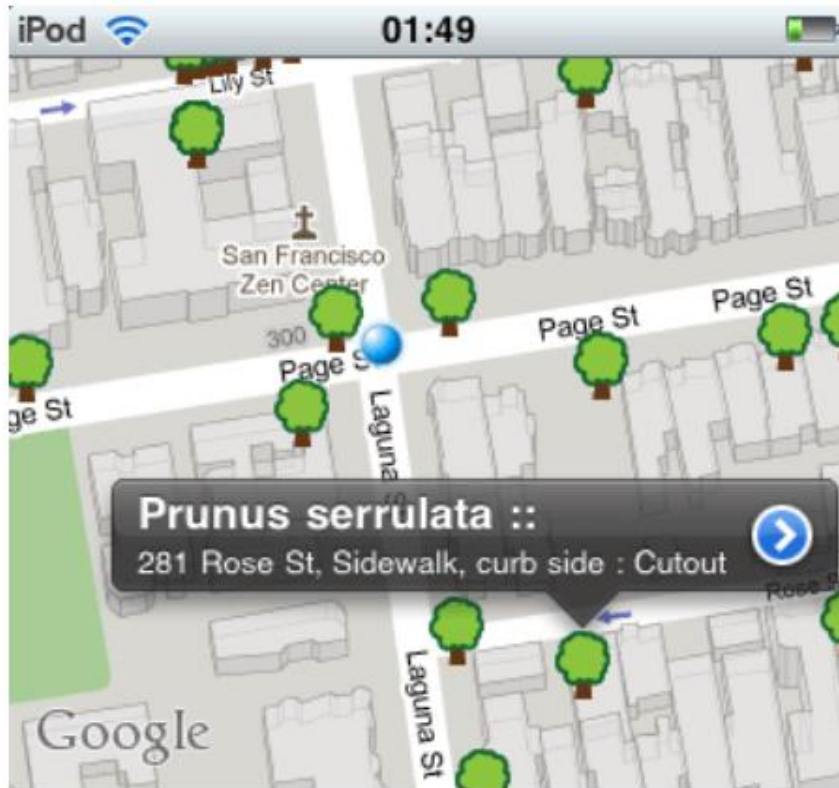 iPod 01:49
Lily St
San Francisco
Zen Center
300
Page St
Page St
Page S
ge St
Laguna S
Prunus serrulata ::
281 Rose St, Sidewalk, curb side : Cutout
Rose
Laguna St
Google